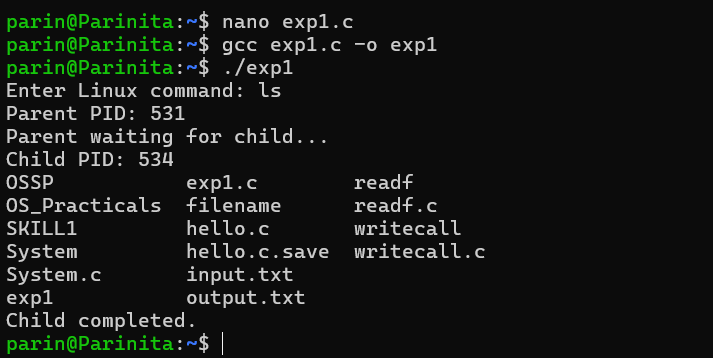 parin@Parinita:~$ nano exp1.c
parin@Parinita:~$ gcc exp1.c -o exp1
parin@Parinita:~$ ./exp1
Enter Linux command: ls
Parent PID: 531
Parent waiting for child...
Child PID: 534
OSSP           exp1.c        readf
OS_Practicals  filename      readf.c
SKILL1         hello.c       writecall
System         hello.c.save  writecall.c
System.c       input.txt
exp1           output.txt
Child completed.
parin@Parinita:~$